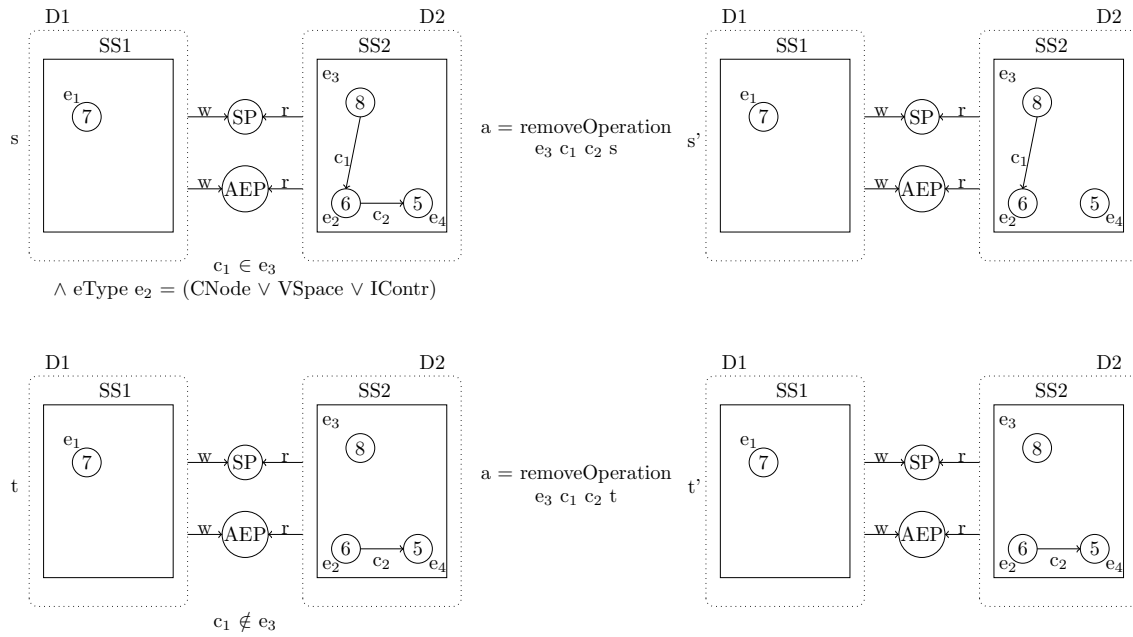 D1
D2
SS1
SS2
e₁
7
w
SP
r
e₃
8
s
c₁
w
AEP
r
e₂
6
c₂
5
e₄
c₁ ∈ e₃
∧ eType e₂ = (CNode ∨ VSpace ∨ IContr)
a = removeOperation
e₃ c₁ c₂ s
D1
D2
SS1
SS2
e₁
7
w
SP
r
e₃
8
s'
c₁
w
AEP
r
e₂
6
5
e₄
D1
D2
SS1
SS2
e₁
7
w
SP
r
e₃
8
t
w
AEP
r
e₂
6
c₂
5
e₄
c₁ ∉ e₃
a = removeOperation
e₃ c₁ c₂ t
D1
D2
SS1
SS2
e₁
7
w
SP
r
e₃
8
t'
w
AEP
r
e₂
6
c₂
5
e₄